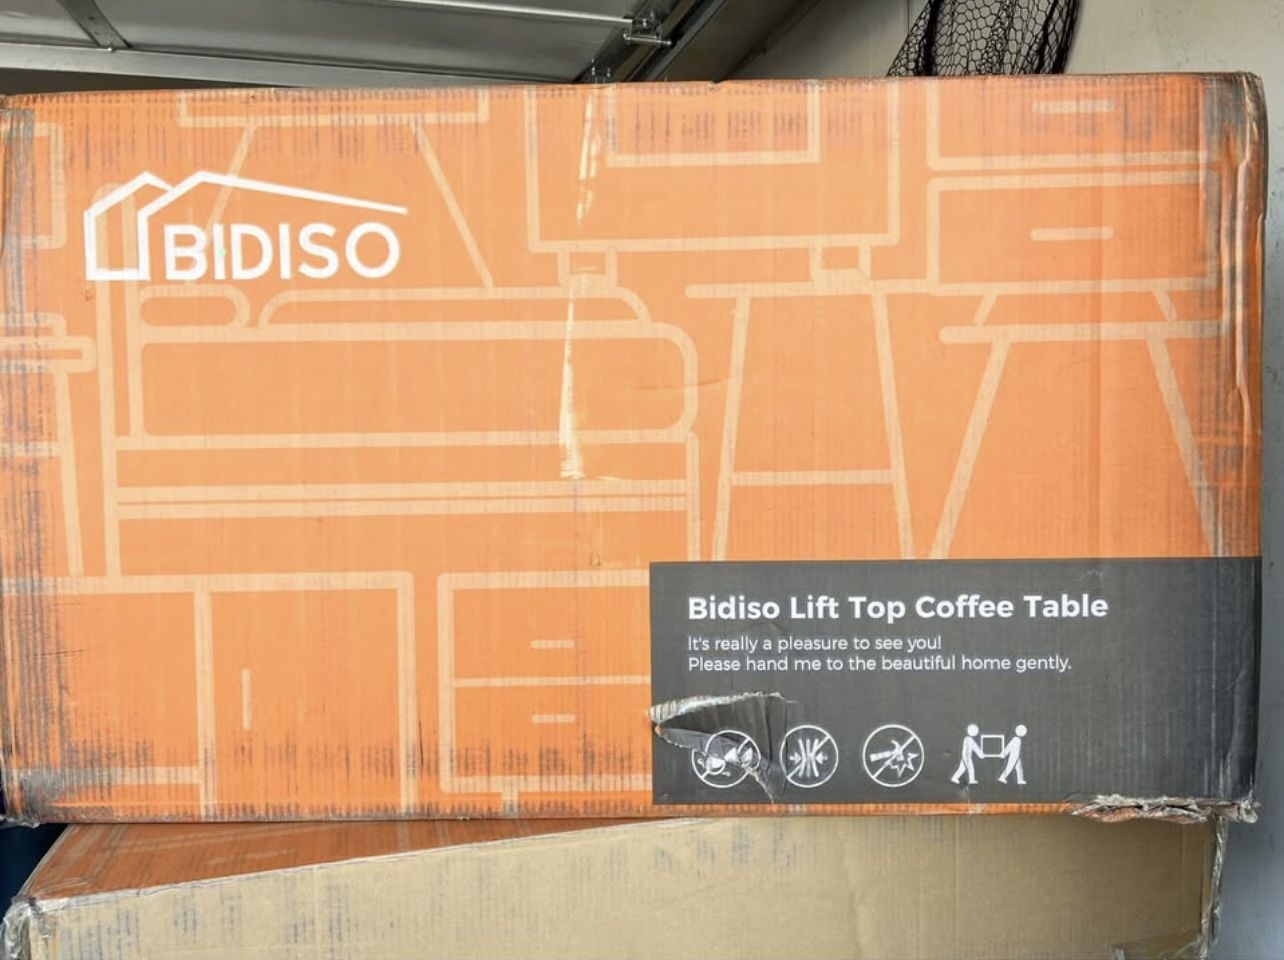 BIDISO
Bidiso Lift Top Coffee Table
It's really a pleasure to see you!
Please hand me to the beautiful home gently.